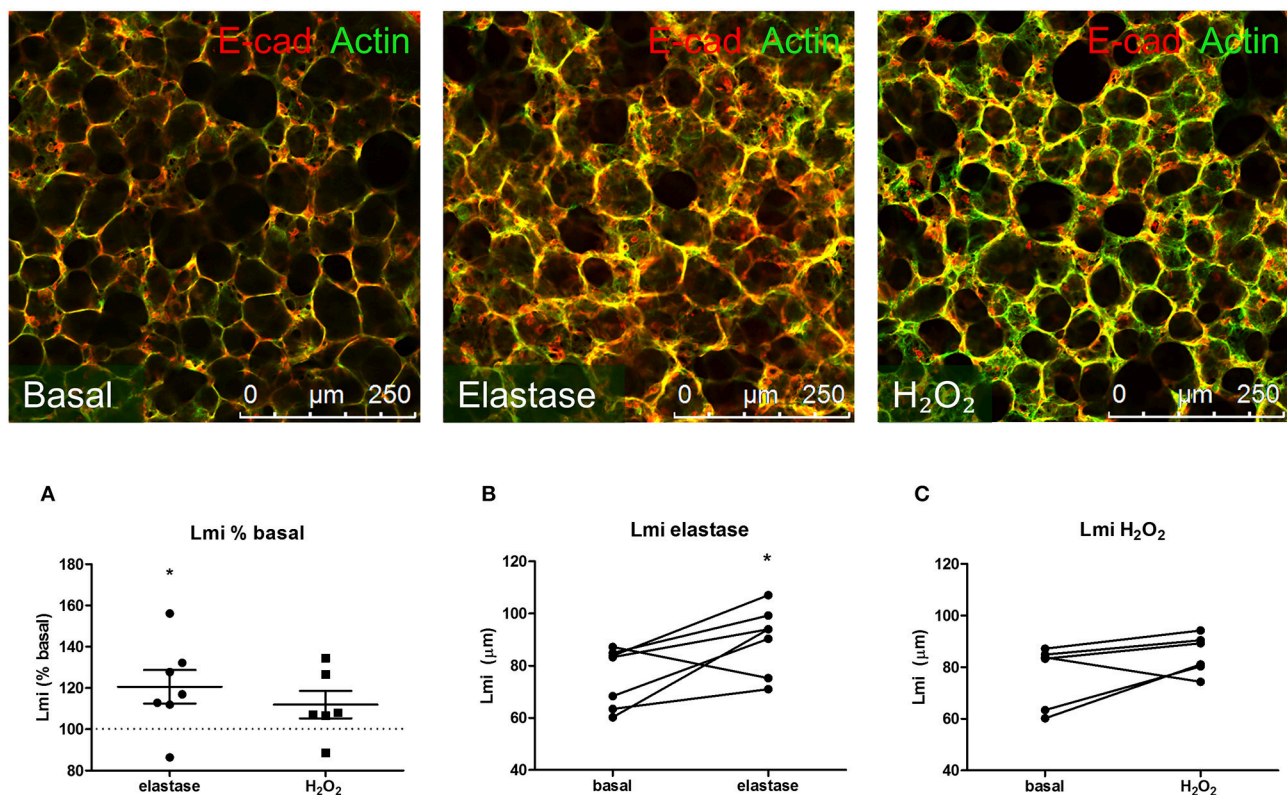 E-cad Actin
Basal
0 μm 250
E-cad Actin
Elastase
0 μm 250
E-cad Actin
H₂O₂
0 μm 250
A
Lmi % basal
Lmi (% basal)
180
160
140
120
100
80
*
elastase
H₂O₂
B
Lmi elastase
Lmi (μm)
120
100
80
60
40
*
basal
elastase
C
Lmi H₂O₂
Lmi (μm)
120
100
80
60
40
basal
H₂O₂